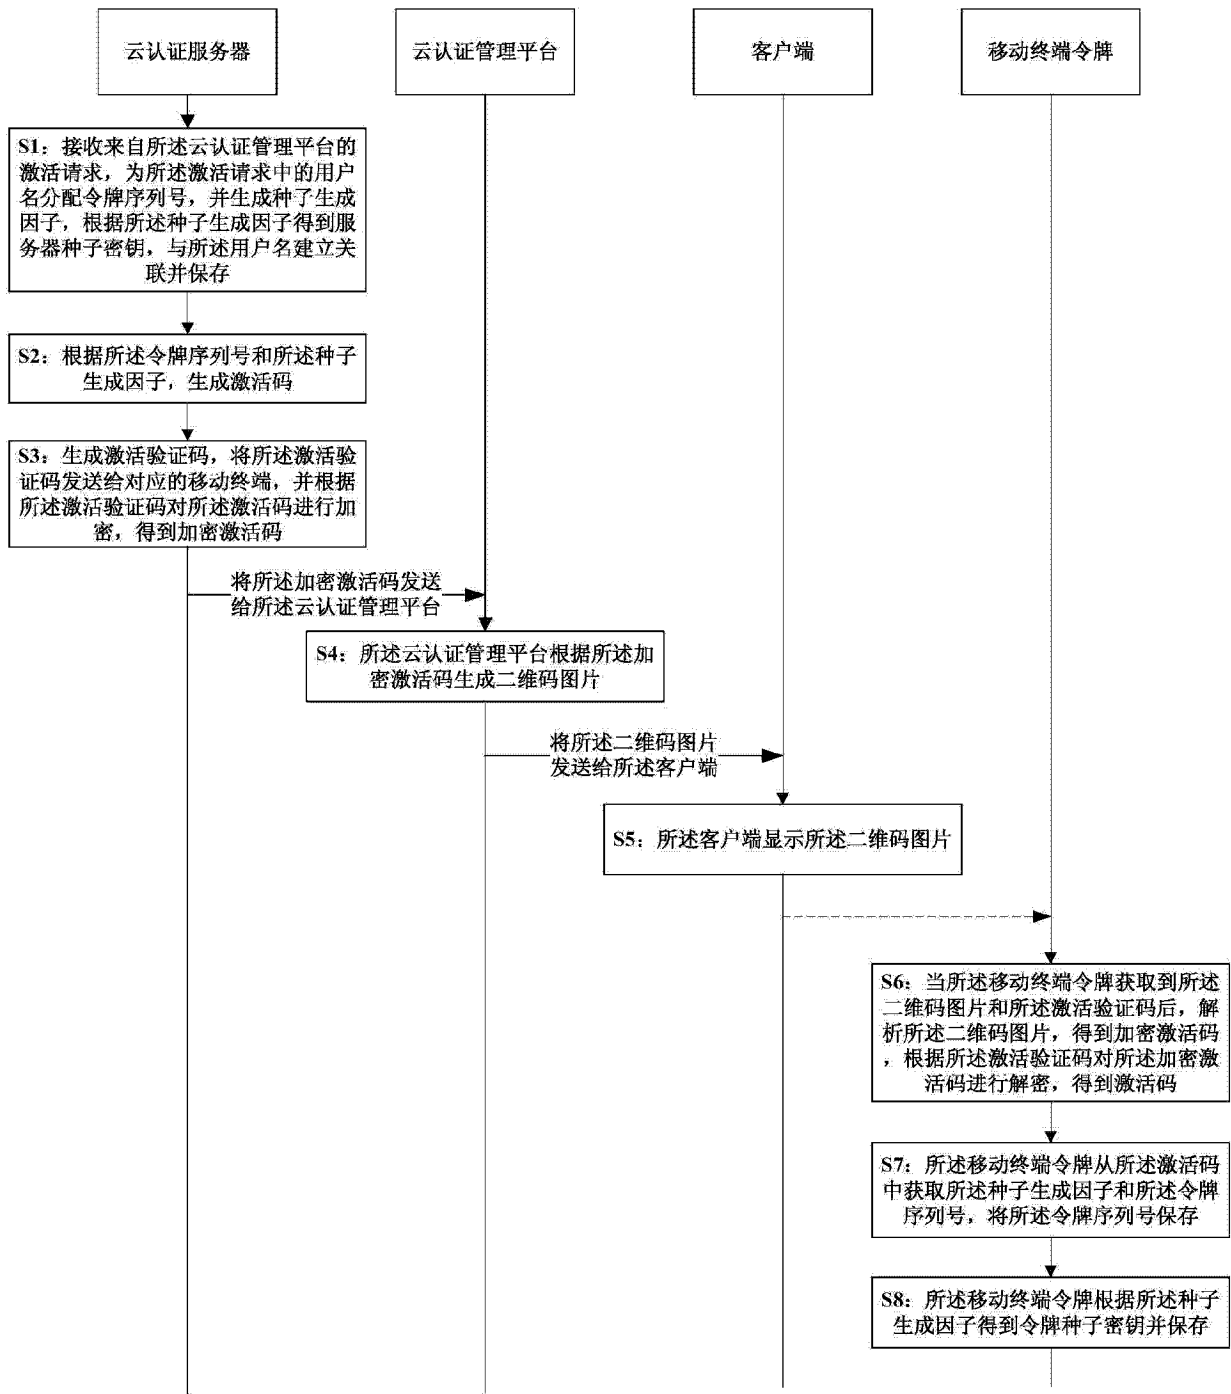 云认证服务器
云认证管理平台
客户端
移动终端令牌
S1：接收来自所述云认证管理平台的
激活请求，为所述激活请求中的用户
名分配令牌序列号，并生成种子生成
因子，根据所述种子生成因子得到服
务器种子密钥，与所述用户名建立关
联并保存
S2：根据所述令牌序列号和所述种子
生成因子，生成激活码
S3：生成激活验证码，将所述激活验
证码发送给对应的移动终端，并根据
所述激活验证码对所述激活码进行加
密，得到加密激活码
将所述加密激活码发送
给所述云认证管理平台
S4：所述云认证管理平台根据所述加
密激活码生成二维码图片
将所述二维码图片
发送给所述客户端
S5：所述客户端显示所述二维码图片
S6：当所述移动终端令牌获取到所述
二维码图片和所述激活验证码后，解
析所述二维码图片，得到加密激活码
，根据所述激活验证码对所述加密激
活码进行解密，得到激活码
S7：所述移动终端令牌从所述激活码
中获取所述种子生成因子和所述令牌
序列号，将所述令牌序列号保存
S8：所述移动终端令牌根据所述种子
生成因子得到令牌种子密钥并保存